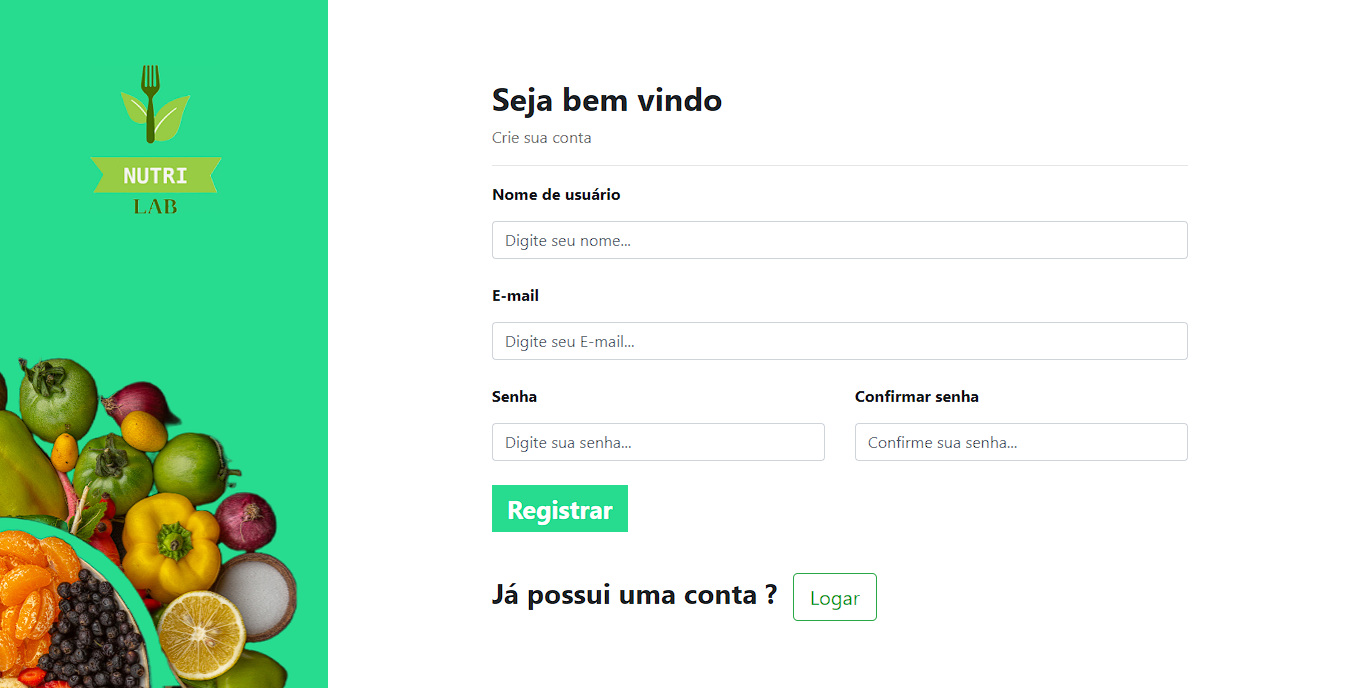 NUTRI
LAB
Seja bem vindo
Crie sua conta
Nome de usuário
Digite seu nome...
E-mail
Digite seu E-mail...
Senha
Confirmar senha
Digite sua senha...
Confirme sua senha...
Registrar
Já possui uma conta ?
Logar